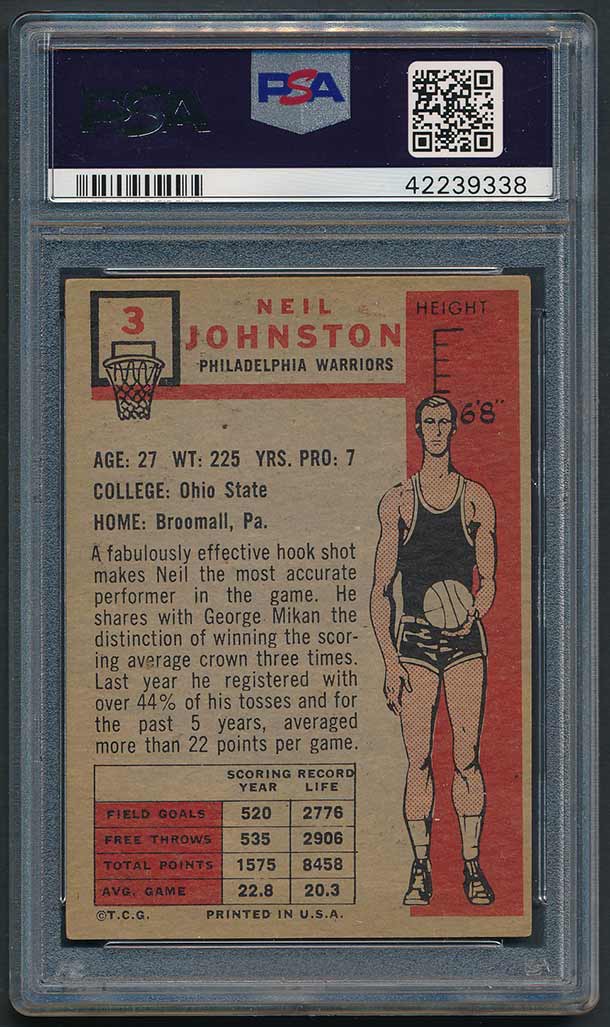 PSA
PSA
42239338
3
NEIL
JOHNSTON
PHILADELPHIA WARRIORS
HEIGHT
6'8"
AGE: 27 WT: 225 YRS. PRO: 7
COLLEGE: Ohio State
HOME: Broomall, Pa.
A fabulously effective hook shot
makes Neil the most accurate
performer in the game. He
shares with George Mikan the
distinction of winning the scor-
ing average crown three times.
Last year he registered with
over 44% of his tosses and for
the past 5 years, averaged
more than 22 points per game.
SCORING RECORD
YEAR LIFE
FIELD GOALS 520 2776
FREE THROWS 535 2906
TOTAL POINTS 1575 8458
AVG. GAME 22.8 20.3
©T.C.G. PRINTED IN U.S.A.